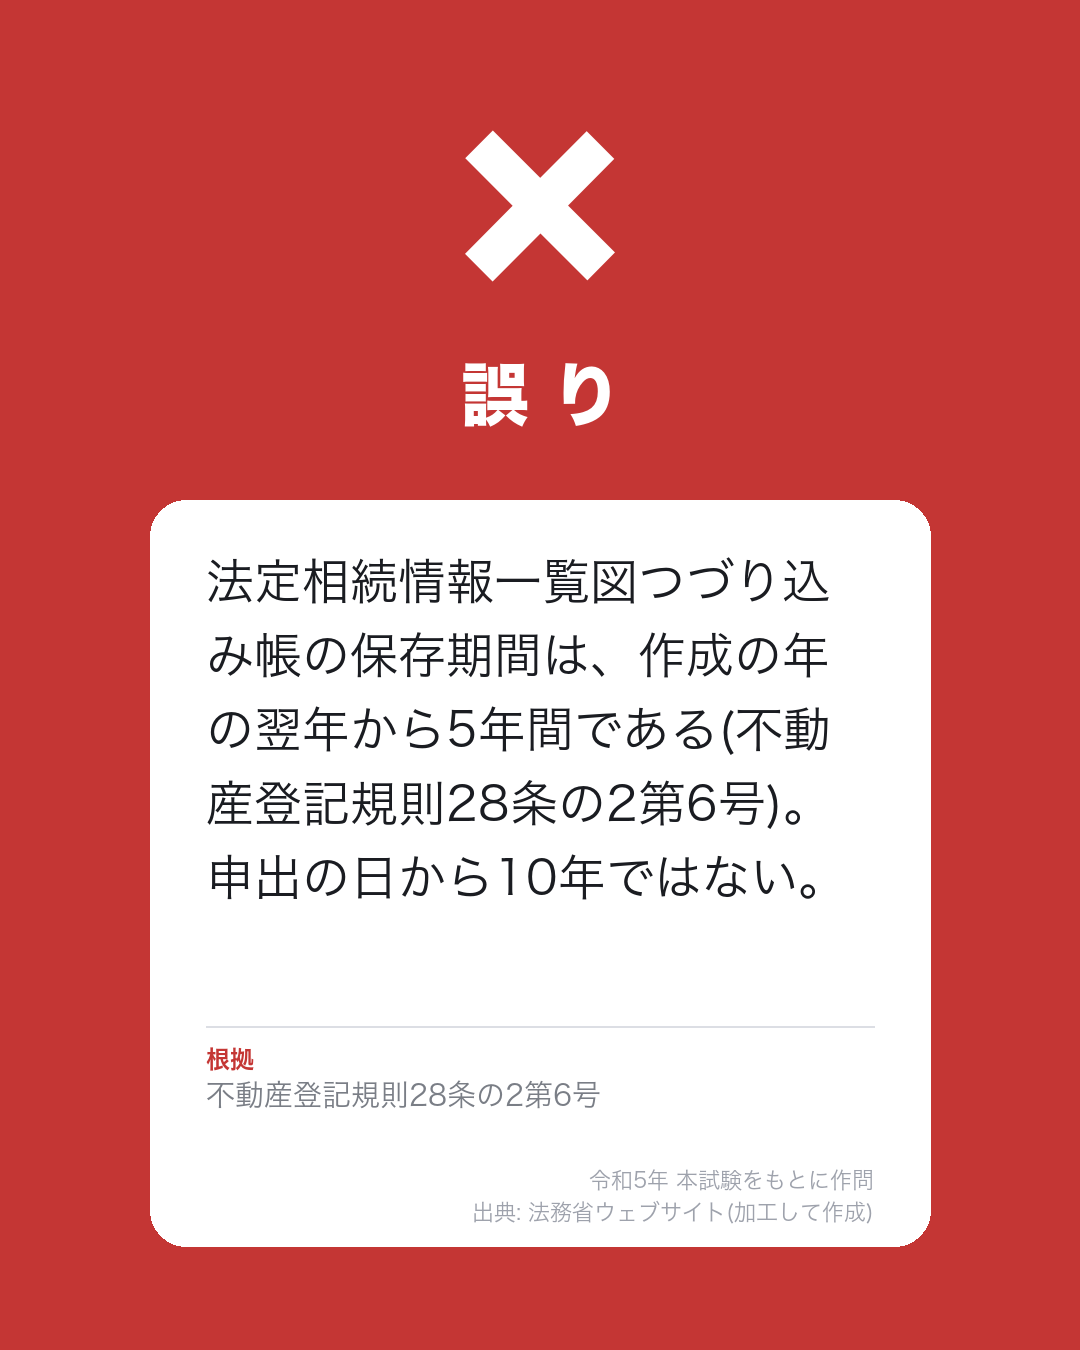 誤り
法定相続情報一覧図つづり込
み帳の保存期間は、作成の年
の翌年から5年間である(不動
産登記規則28条の2第6号)。
申出の日から10年ではない。
根拠
不動産登記規則28条の2第6号
令和5年 本試験をもとに作問
出典: 法務省ウェブサイト(加工して作成)